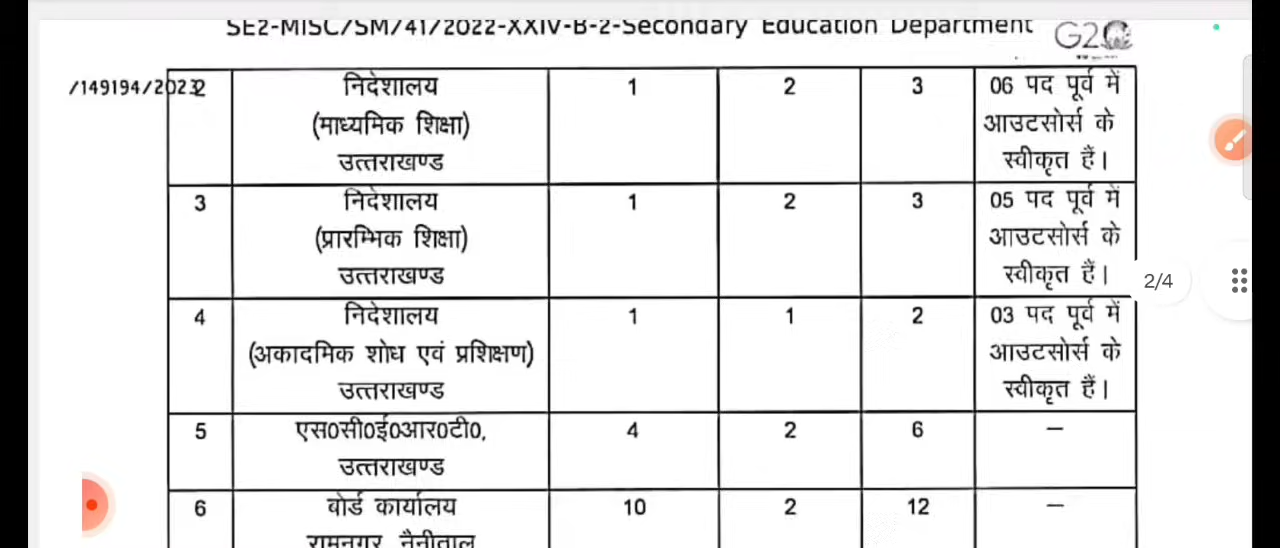 SE2-MISC/SM/41/2022-XXIV-B-2-Secondary Education Department
G20
/149194/2023
2 निदेशालय 1 2 3 06 पद पूर्व में
(माध्यमिक शिक्षा) आउटसोर्स के
उत्तराखण्ड स्वीकृत हैं।
3 निदेशालय 1 2 3 05 पद पूर्व में
(प्रारम्भिक शिक्षा) आउटसोर्स के
उत्तराखण्ड स्वीकृत हैं।
2/4
4 निदेशालय 1 1 2 03 पद पूर्व में
(अकादमिक शोध एवं प्रशिक्षण) आउटसोर्स के
उत्तराखण्ड स्वीकृत हैं।
5 एस0सी0ई0आर0टी0, 4 2 6 –
उत्तराखण्ड
6 बोर्ड कार्यालय 10 2 12 –
रामनगर, नैनीताल